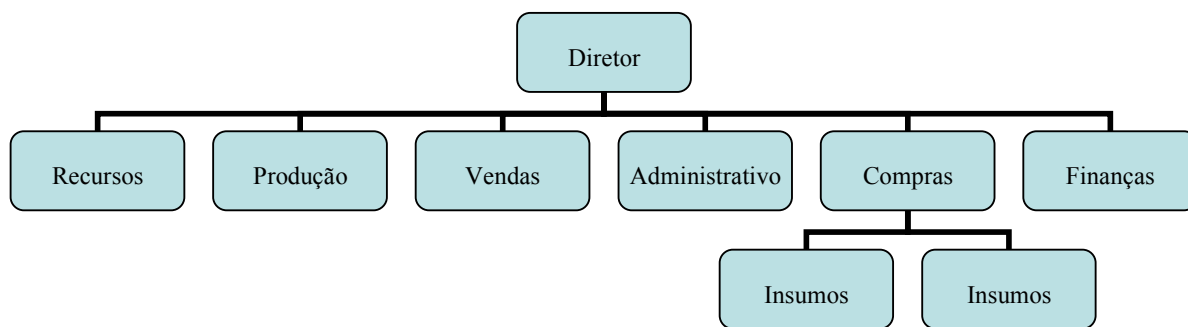 Diretor
Recursos
Produção
Vendas
Administrativo
Compras
Finanças
Insumos
Insumos